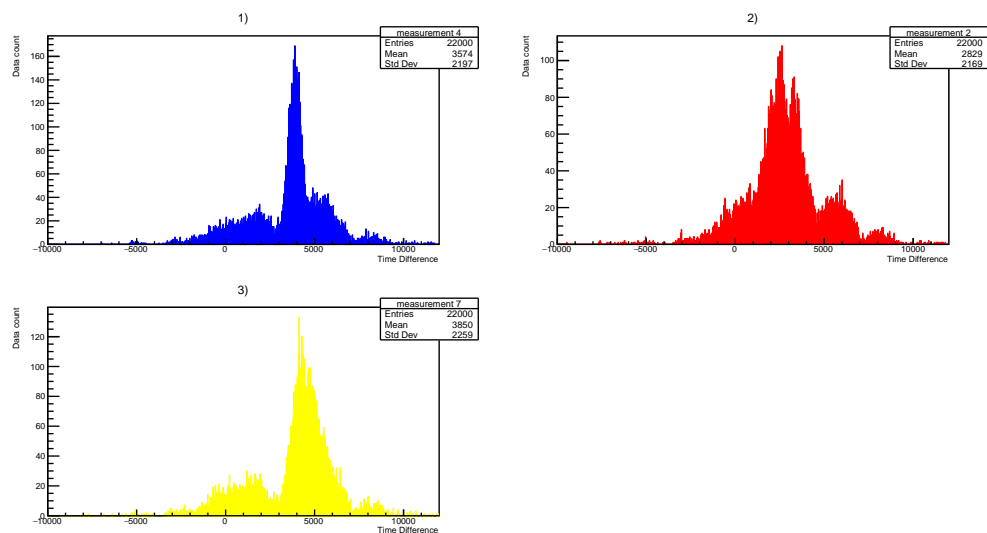 1)
measurement 4
Entries 22000
Mean 3574
Std Dev 2197
Data count
160
140
120
100
80
60
40
20
0
−10000 −5000 0 5000 10000
Time Difference
2)
measurement 2
Entries 22000
Mean 2829
Std Dev 2169
Data count
100
80
60
40
20
0
−10000 −5000 0 5000 10000
Time Difference
3)
measurement 7
Entries 22000
Mean 3850
Std Dev 2259
Data count
120
100
80
60
40
20
0
−10000 −5000 0 5000 10000
Time Difference